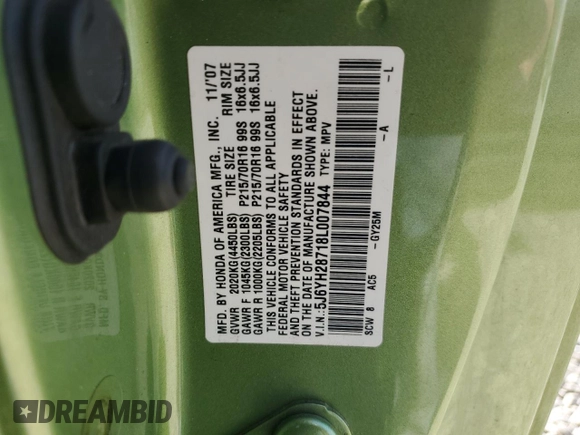 MFD. BY HONDA OF AMERICA MFG., INC. 11/'07
TIRE SIZE RIM SIZE
GVWR 2020KG(4450LBS)
GAWR F 1045KG(2300LBS) P215/70R16 99S 16x6.5JJ
GAWR R 1000KG(2205LBS) P215/70R16 99S 16x6.5JJ
THIS VEHICLE CONFORMS TO ALL APPLICABLE
FEDERAL MOTOR VEHICLE SAFETY
AND THEFT PREVENTION STANDARDS IN EFFECT
ON THE DATE OF MANUFACTURE SHOWN ABOVE.
V.I.N.:5J6YH28718L007844 TYPE: MPV
SCW 8 AC5 -GY25M -A -L
DREAMBID